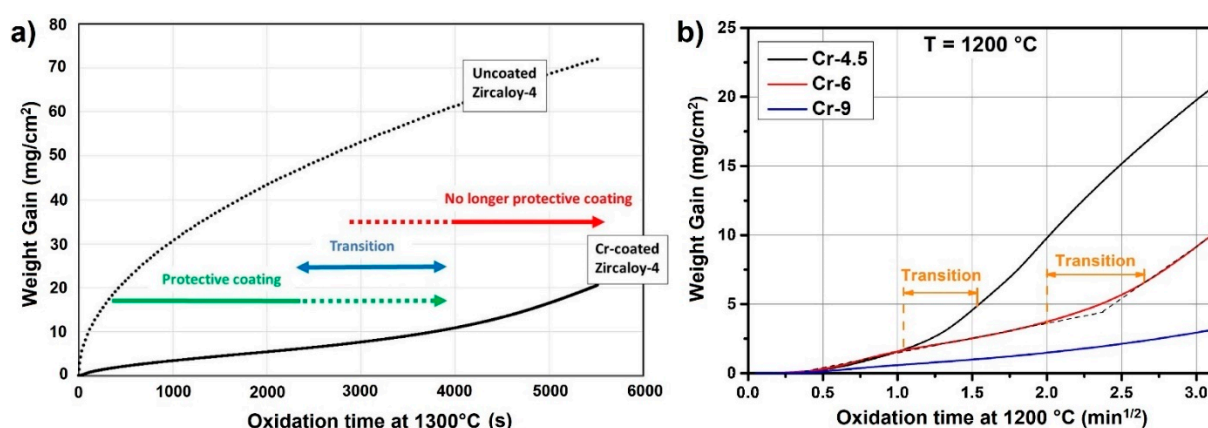 a)
80
70
60
50
40
30
20
10
0
Weight Gain (mg/cm²)
Uncoated
Zircaloy-4
No longer protective coating
Transition
Protective coating
Cr-coated
Zircaloy-4
0 1000 2000 3000 4000 5000 6000
Oxidation time at 1300°C (s)
b)
T = 1200 °C
Cr-4.5
Cr-6
Cr-9
25
20
15
10
5
0
Weight Gain (mg/cm²)
Transition
Transition
0.0 0.5 1.0 1.5 2.0 2.5 3.0
Oxidation time at 1200 °C (min¹/²)